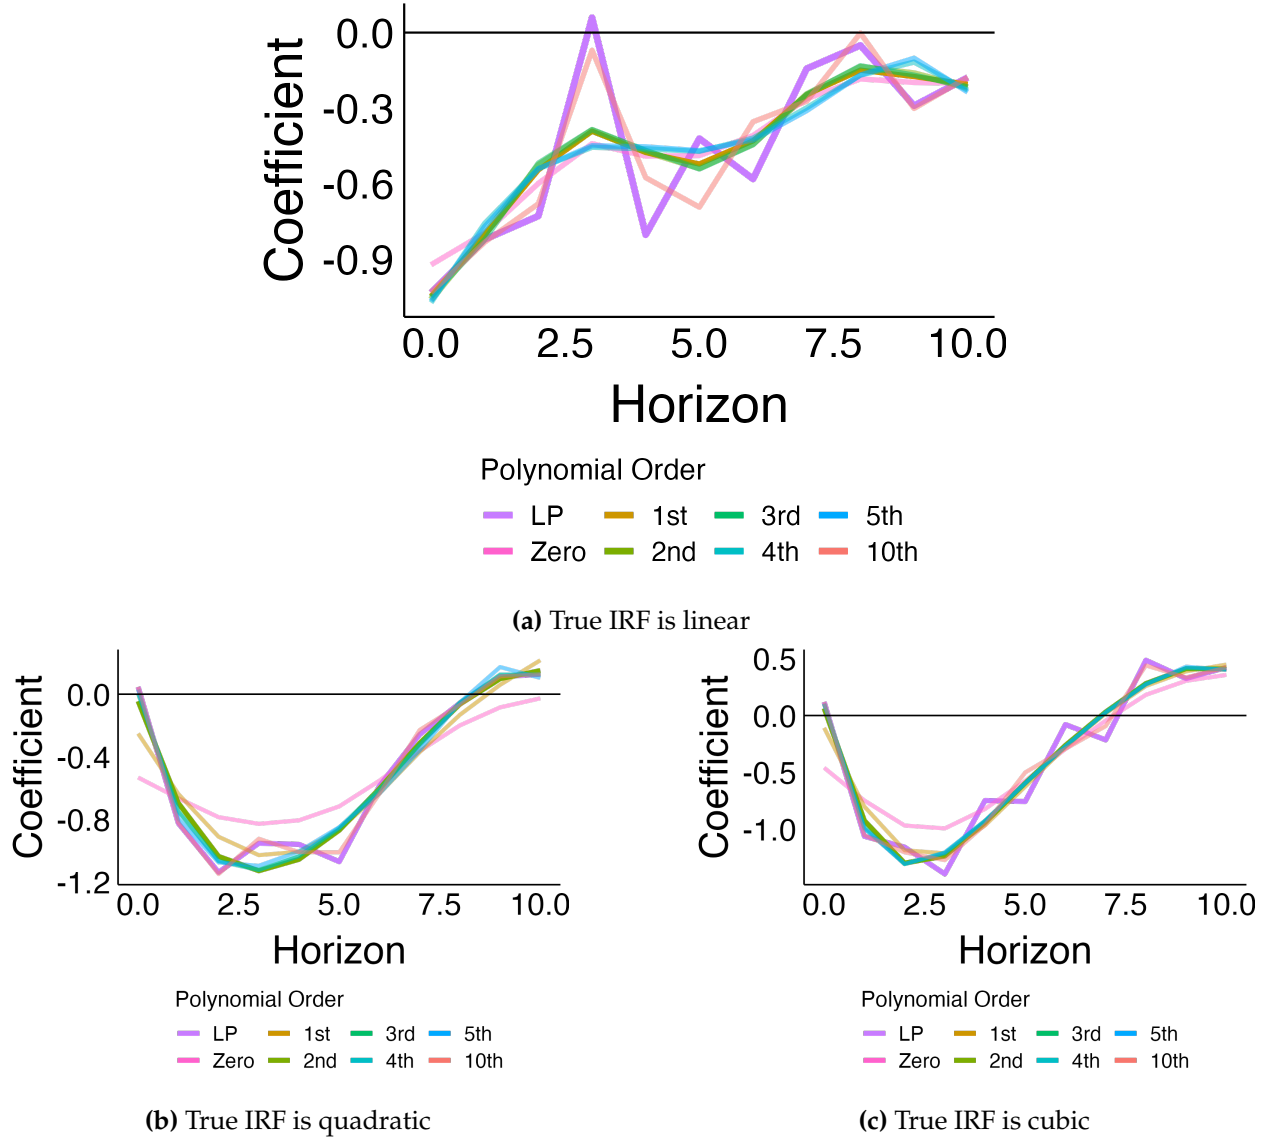 0.0
-0.3
-0.6
-0.9
Coefficient
0.0 2.5 5.0 7.5 10.0
Horizon
Polynomial Order
LP 1st 3rd 5th
Zero 2nd 4th 10th
(a) True IRF is linear
0.0
-0.4
-0.8
-1.2
Coefficient
0.0 2.5 5.0 7.5 10.0
Horizon
Polynomial Order
LP 1st 3rd 5th
Zero 2nd 4th 10th
(b) True IRF is quadratic
0.5
0.0
-0.5
-1.0
Coefficient
0.0 2.5 5.0 7.5 10.0
Horizon
Polynomial Order
LP 1st 3rd 5th
Zero 2nd 4th 10th
(c) True IRF is cubic